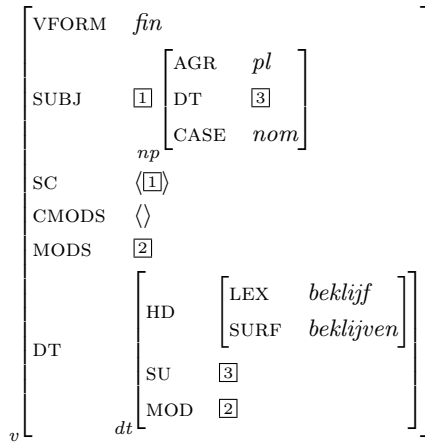 VFORM fin
AGR pl
SUBJ 1 DT 3
CASE nom
np
SC ⟨1⟩
CMODS ⟨⟩
MODS 2
LEX beklijf
HD
SURF beklijven
DT
SU 3
MOD 2
v dt